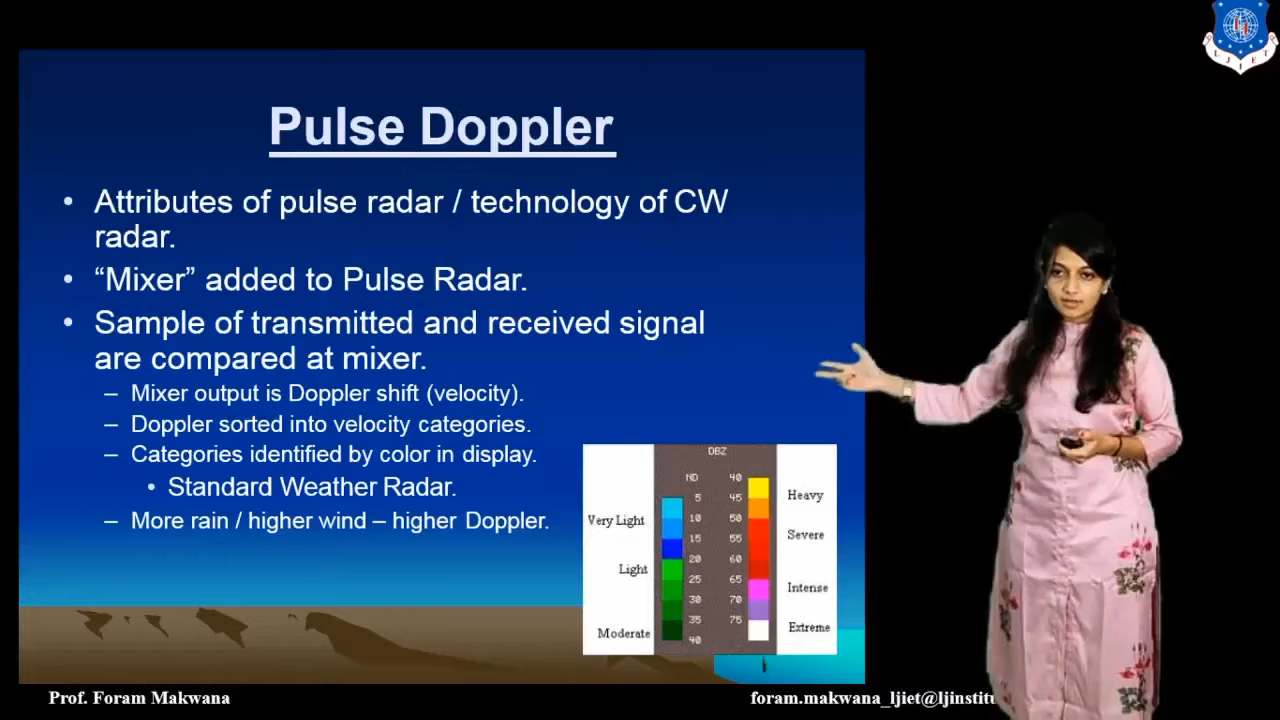 Pulse Doppler
• Attributes of pulse radar / technology of CW
radar.
• “Mixer” added to Pulse Radar.
• Sample of transmitted and received signal
are compared at mixer.
– Mixer output is Doppler shift (velocity).
– Doppler sorted into velocity categories.
– Categories identified by color in display.
• Standard Weather Radar.
– More rain / higher wind – higher Doppler.
DBZ
ND 40
5 45
10 50
15 55
20 60
25 65
30 70
35 75
40
Very Light
Light
Moderate
Heavy
Severe
Intense
Extreme
LJIET
Prof. Foram Makwana
foram.makwana_ljiet@ljinstitu